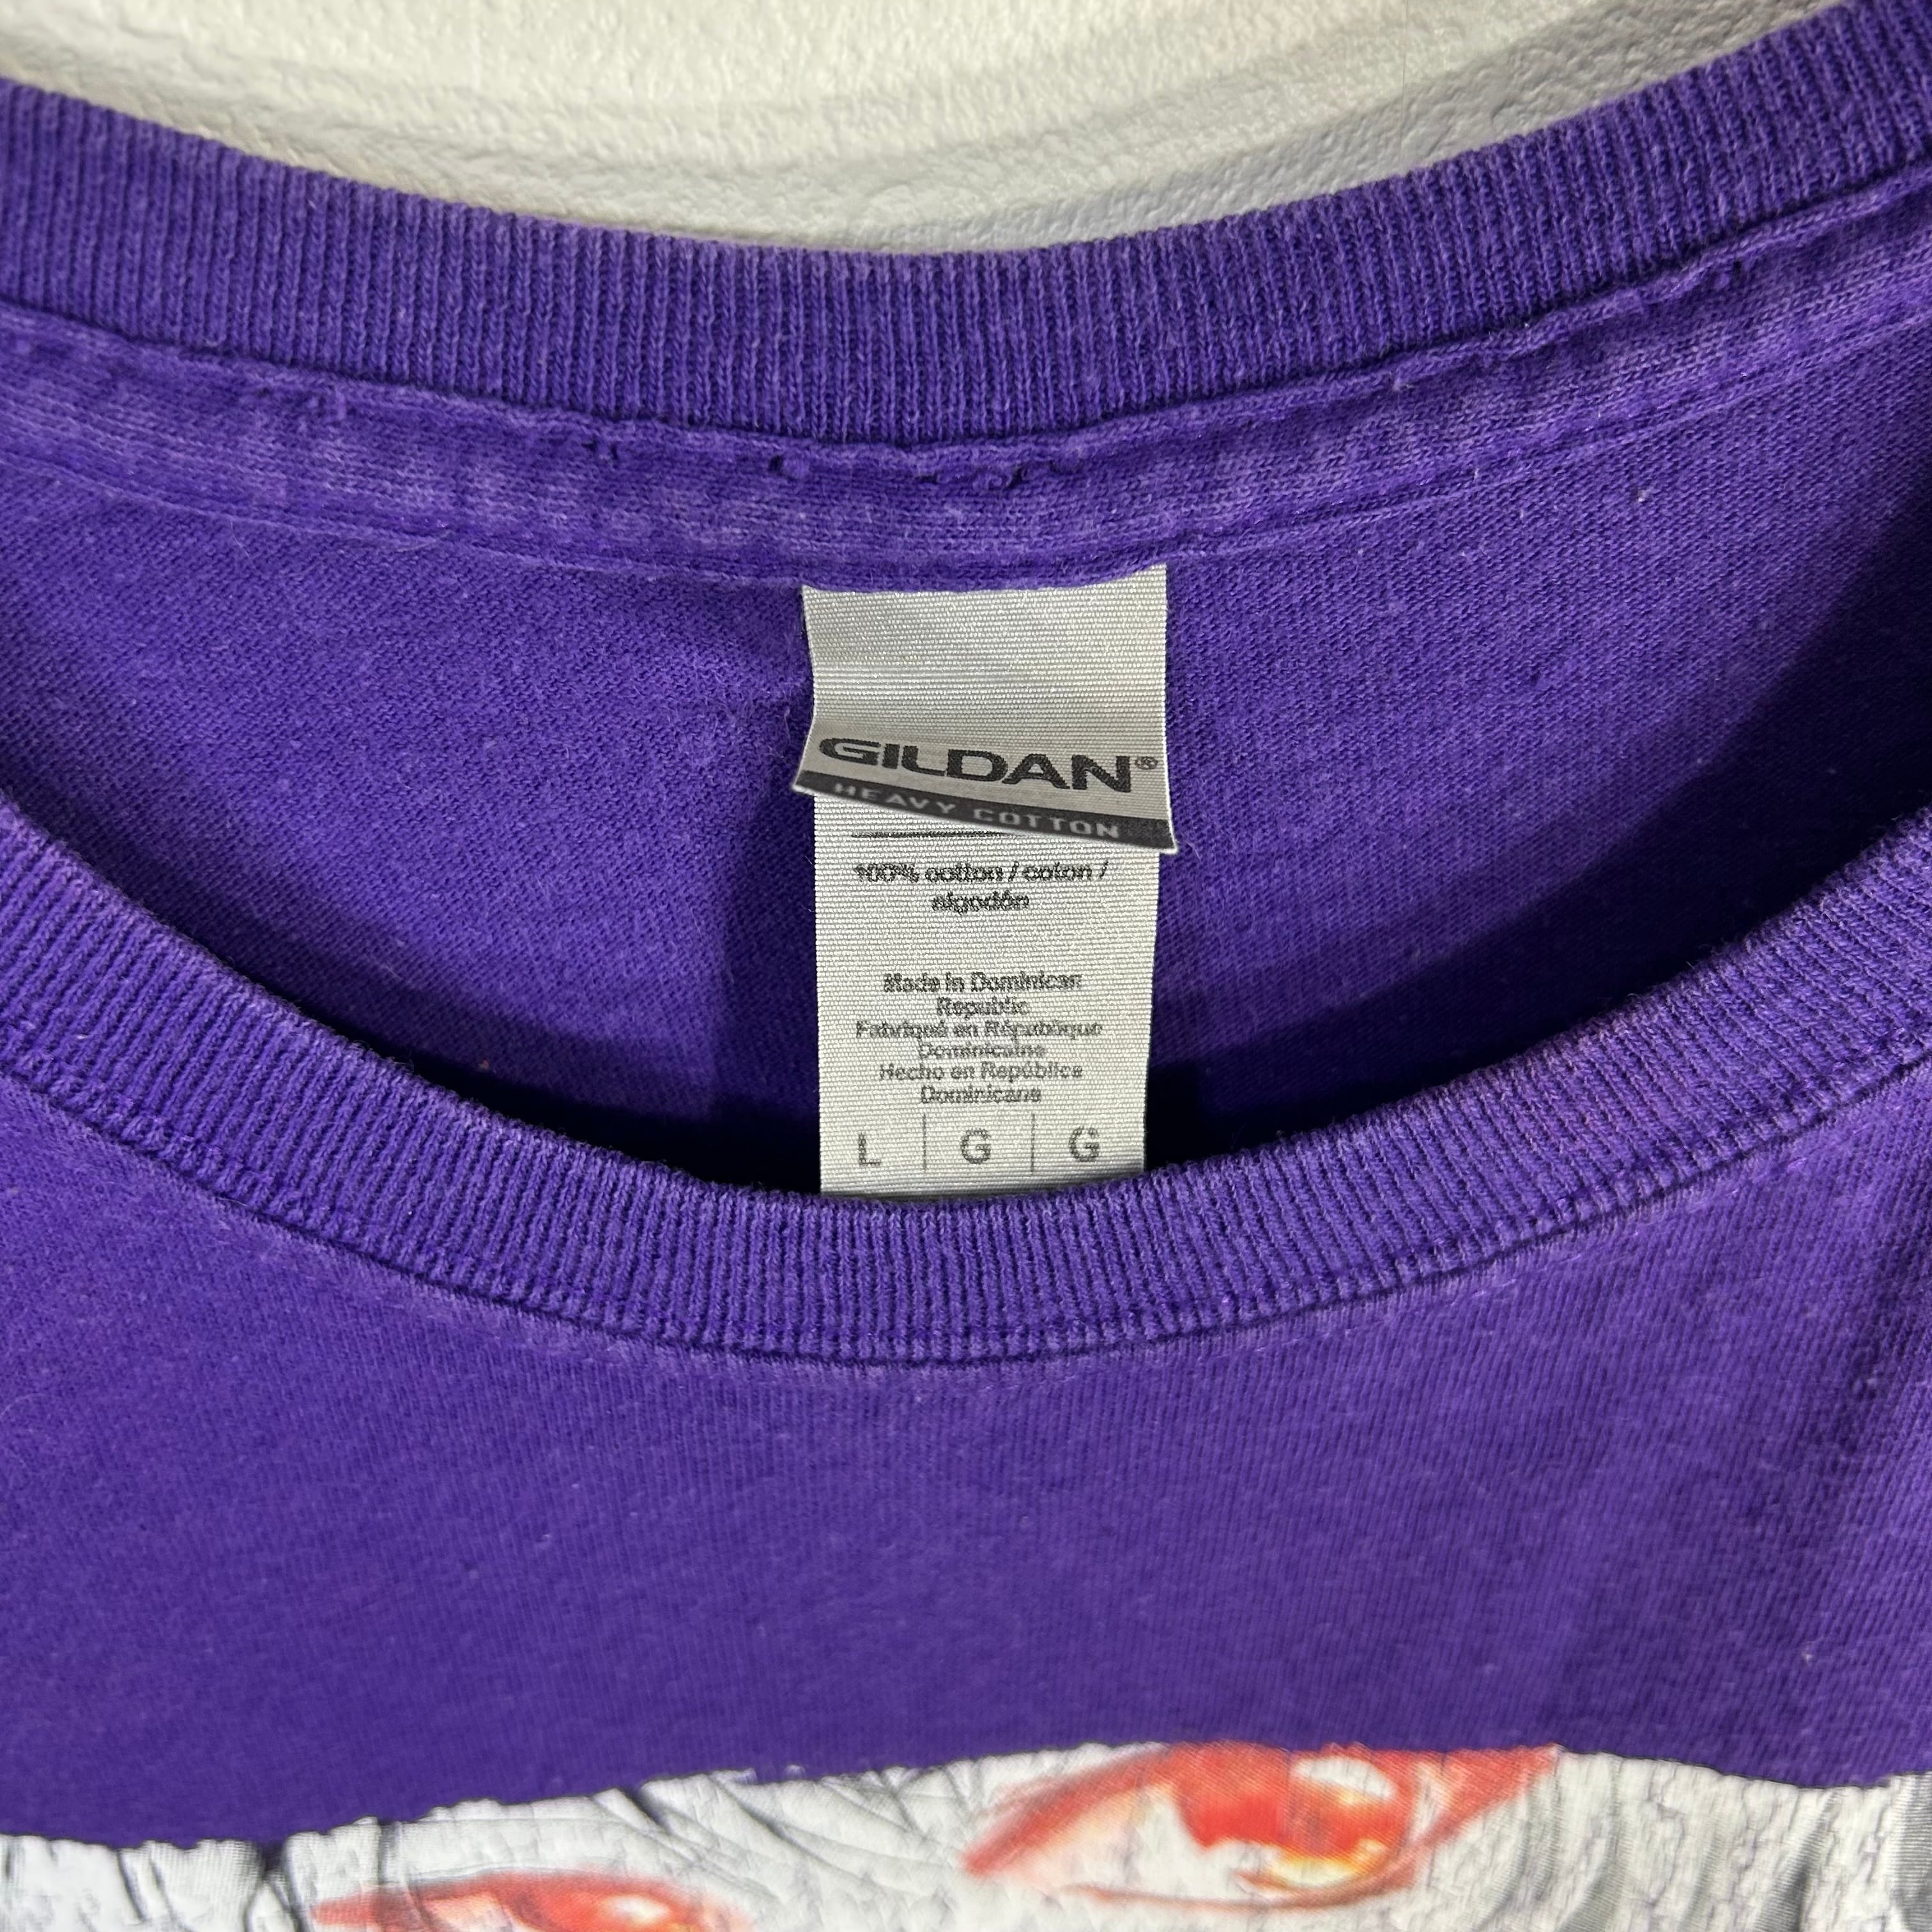 GILDAN®
HEAVY COTTON
100% cotton / coton /
algodón
Made in Dominican
Republic
Fabriqué en République
Dominicaine
Hecho en República
Dominicana
L | G | G